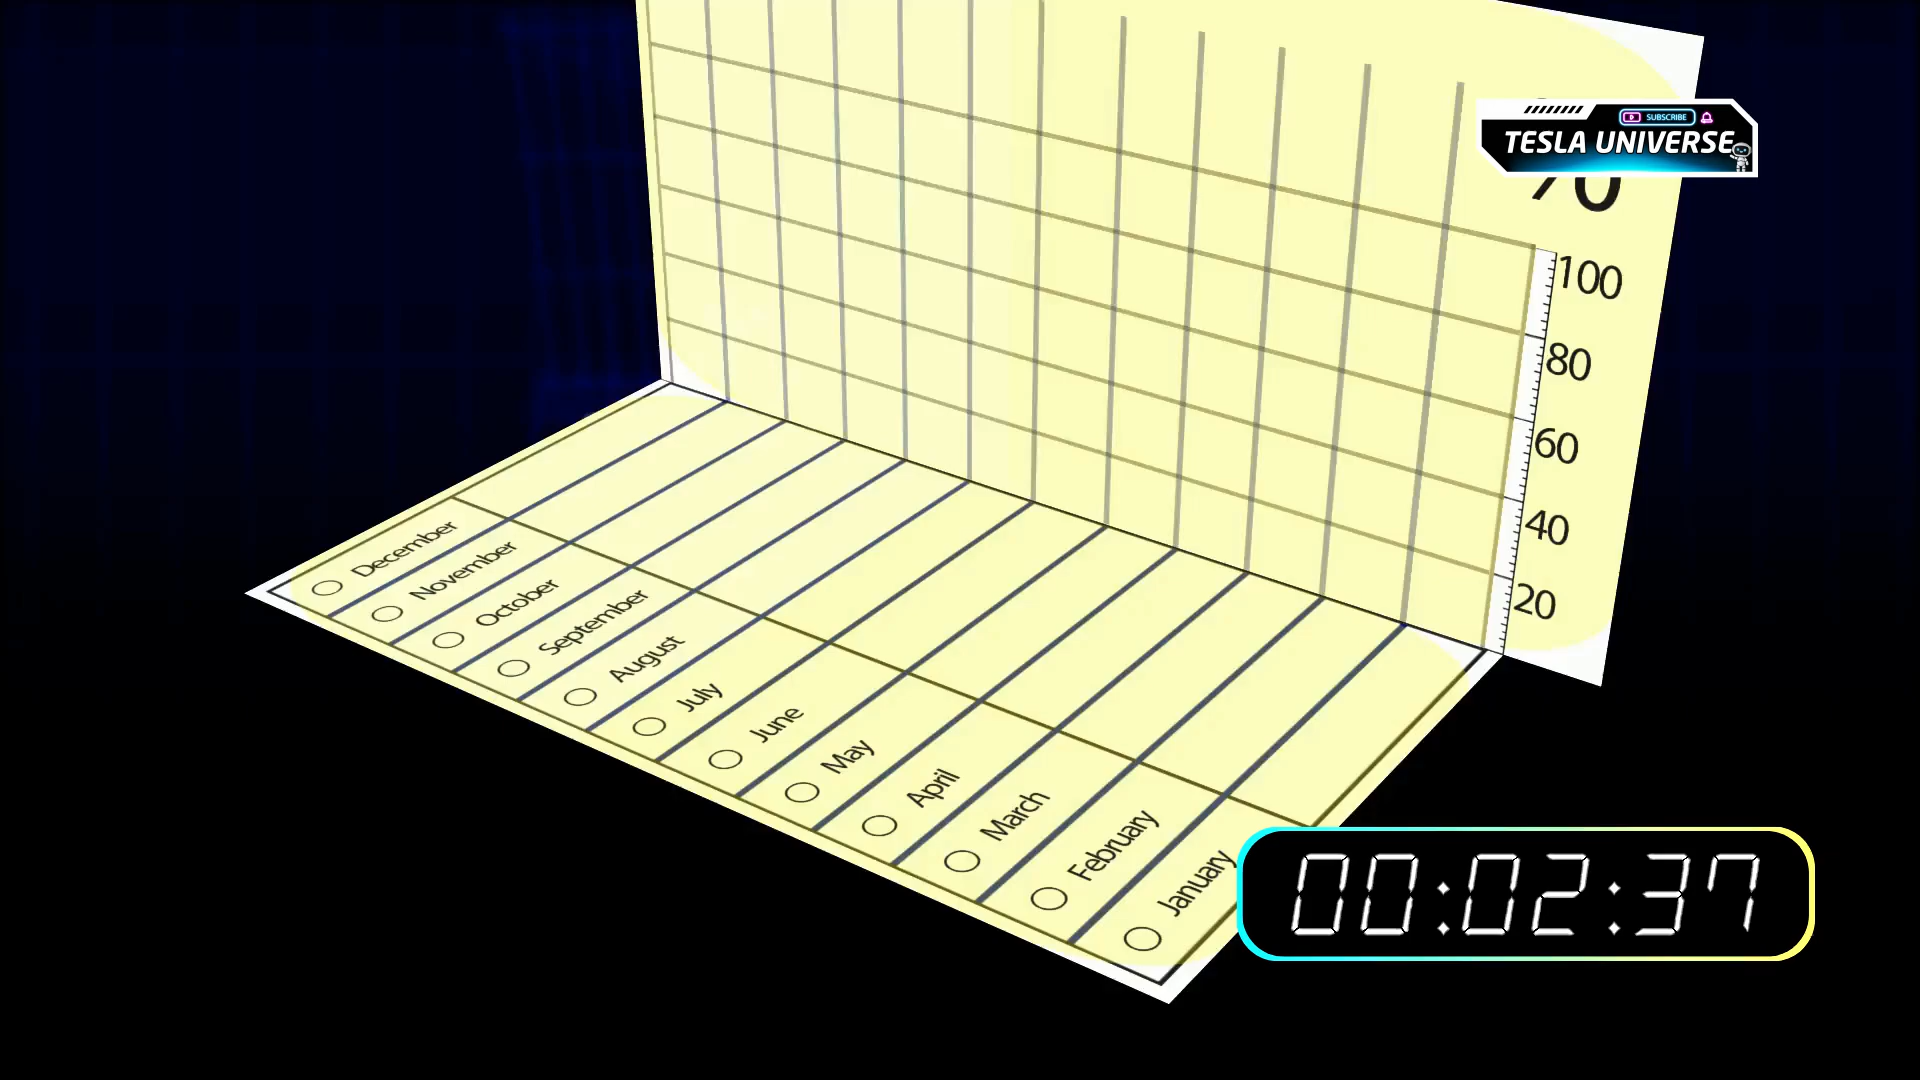 SUBSCRIBE
TESLA UNIVERSE
100
80
60
40
20
December
November
October
September
August
July
June
May
April
March
February
January
00:02:37